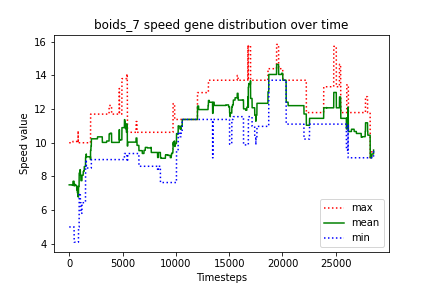 boids_7 speed gene distribution over time
Speed value
16
14
12
10
8
6
4
0
5000
10000
15000
20000
25000
Timesteps
max
mean
min